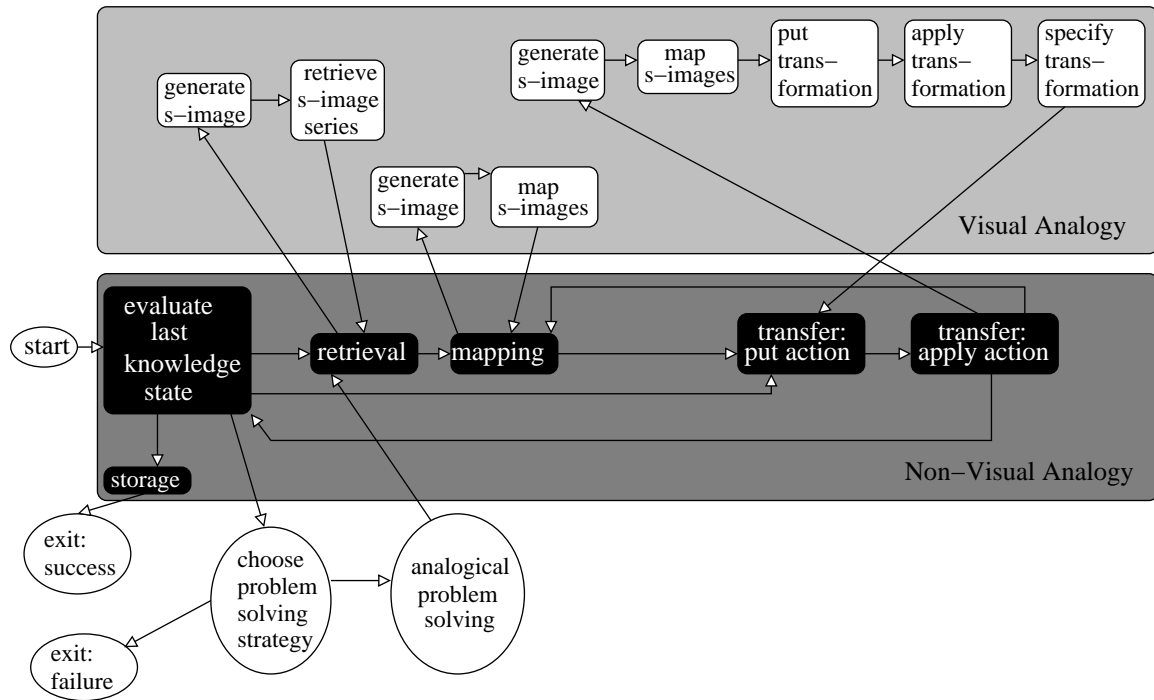 generate
s−image
retrieve
s−image
series
generate
s−image
map
s−images
generate
s−image
map
s−images
put
trans−
formation
apply
trans−
formation
specify
trans−
formation
Visual Analogy
start
evaluate
last
knowledge
state
retrieval
mapping
transfer:
put action
transfer:
apply action
storage
Non−Visual Analogy
exit:
success
choose
problem
solving
strategy
analogical
problem
solving
exit:
failure